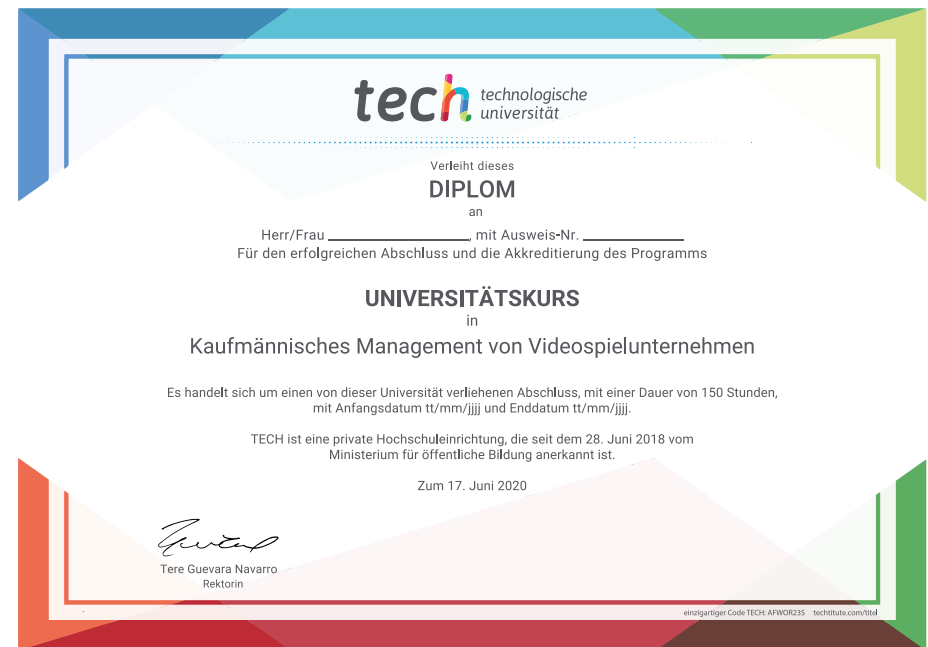 tech technologische
universität
Verleiht dieses
DIPLOM
an
Herr/Frau ____________________, mit Ausweis-Nr. ______________
Für den erfolgreichen Abschluss und die Akkreditierung des Programms
UNIVERSITÄTSKURS
in
Kaufmännisches Management von Videospielunternehmen
Es handelt sich um einen von dieser Universität verliehenen Abschluss, mit einer Dauer von 150 Stunden,
mit Anfangsdatum tt/mm/jjjj und Enddatum tt/mm/jjjj.
TECH ist eine private Hochschuleinrichtung, die seit dem 28. Juni 2018 vom
Ministerium für öffentliche Bildung anerkannt ist.
Zum 17. Juni 2020
Tere Guevara Navarro
Rektorin
einzigartiger Code TECH: AFWOR23S techtitute.com/titel